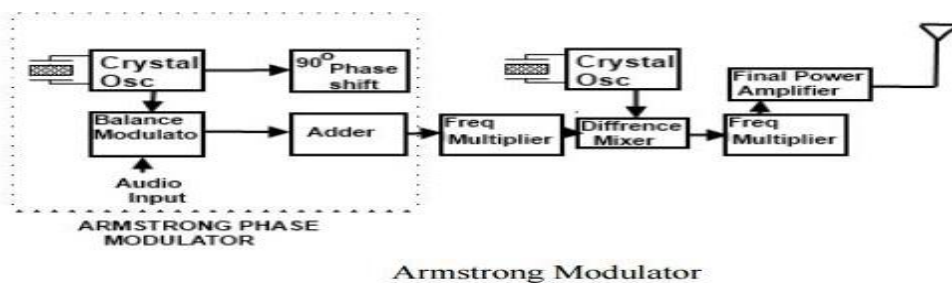 Crystal
Osc
90° Phase
shift
Crystal
Osc
Final Power
Amplifier
Balance
Modulato
Adder
Freq
Multiplier
Diffrence
Mixer
Freq
Multiplier
Audio
Input
ARMSTRONG PHASE
MODULATOR
Armstrong Modulator